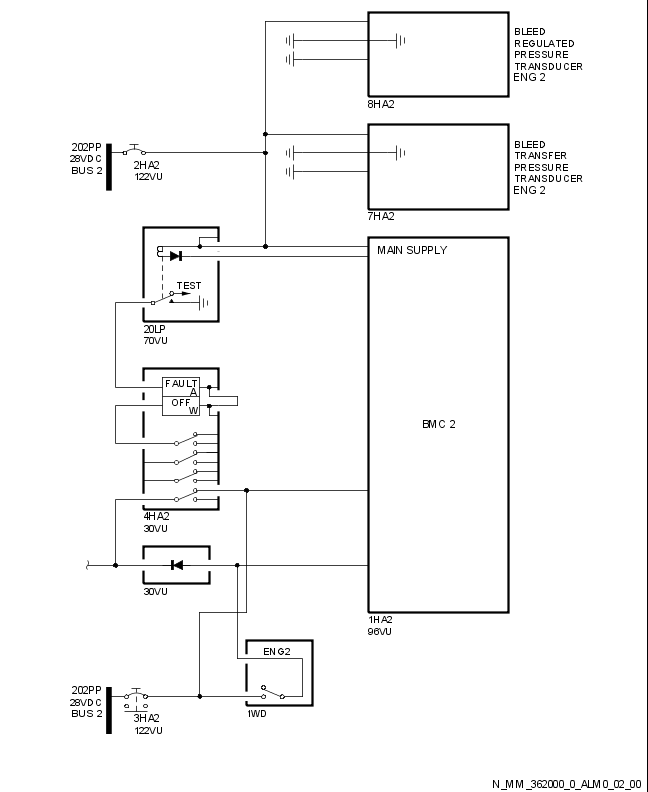 BLEED
REGULATED
PRESSURE
TRANSDUCER
ENG 2
8HA2
202PP
28VDC
BUS 2
2HA2
122VU
BLEED
TRANSFER
PRESSURE
TRANSDUCER
ENG 2
7HA2
MAIN SUPPLY
TEST
20LP
70VU
FAULT
A
OFF
W
BMC 2
4HA2
30VU
30VU
1HA2
96VU
ENG2
202PP
28VDC
BUS 2
3HA2
122VU
1WD
N_MM_362000_0_ALM0_02_00